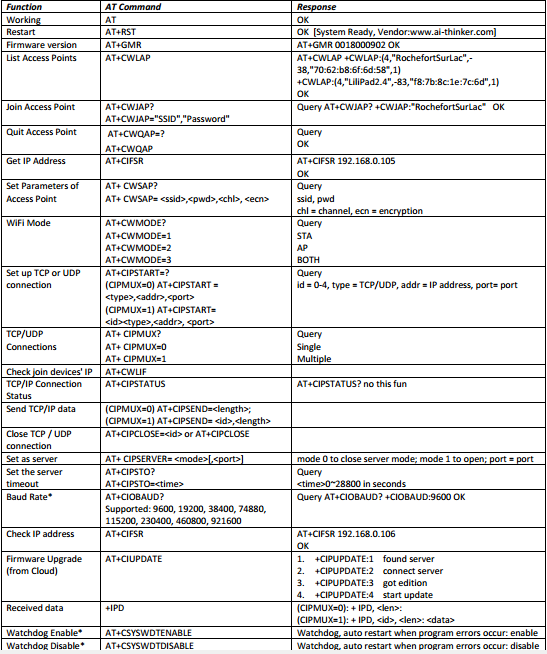 Function AT Command Response
Working AT OK
Restart AT+RST OK [System Ready, Vendor:www.ai-thinker.com]
Firmware version AT+GMR AT+GMR 0018000902 OK
List Access Points AT+CWLAP AT+CWLAP +CWLAP:(4,"RochefortSurLac",-
38,"70:62:b8:6f:6d:58",1)
+CWLAP:(4,"LiliPad2.4",-83,"f8:7b:8c:1e:7c:6d",1)
OK
Join Access Point AT+CWJAP? Query AT+CWJAP? +CWJAP:"RochefortSurLac" OK
AT+CWJAP="SSID","Password"
Quit Access Point AT+CWQAP=? Query
AT+CWQAP OK
Get IP Address AT+CIFSR AT+CIFSR 192.168.0.105
OK
Set Parameters of AT+ CWSAP? Query
Access Point AT+ CWSAP= <ssid>,<pwd>,<chl>, <ecn> ssid, pwd
chl = channel, ecn = encryption
WiFi Mode AT+CWMODE? Query
AT+CWMODE=1 STA
AT+CWMODE=2 AP
AT+CWMODE=3 BOTH
Set up TCP or UDP AT+CIPSTART=? Query
connection (CIPMUX=0) AT+CIPSTART = id = 0-4, type = TCP/UDP, addr = IP address, port= port
<type>,<addr>,<port>
(CIPMUX=1) AT+CIPSTART=
<id><type>,<addr>, <port>
TCP/UDP AT+ CIPMUX? Query
Connections AT+ CIPMUX=0 Single
AT+ CIPMUX=1 Multiple
Check join devices' IP AT+CWLIF
TCP/IP Connection AT+CIPSTATUS AT+CIPSTATUS? no this fun
Status
Send TCP/IP data (CIPMUX=0) AT+CIPSEND=<length>;
(CIPMUX=1) AT+CIPSEND= <id>,<length>
Close TCP / UDP AT+CIPCLOSE=<id> or AT+CIPCLOSE
connection
Set as server AT+ CIPSERVER= <mode>[,<port>] mode 0 to close server mode; mode 1 to open; port = port
Set the server AT+CIPSTO? Query
timeout AT+CIPSTO=<time> <time>0~28800 in seconds
Baud Rate* AT+CIOBAUD? Query AT+CIOBAUD? +CIOBAUD:9600 OK
Supported: 9600, 19200, 38400, 74880,
115200, 230400, 460800, 921600
Check IP address AT+CIFSR AT+CIFSR 192.168.0.106
OK
Firmware Upgrade AT+CIUPDATE 1. +CIPUPDATE:1 found server
(from Cloud) 2. +CIPUPDATE:2 connect server
3. +CIPUPDATE:3 got edition
4. +CIPUPDATE:4 start update
Received data +IPD (CIPMUX=0): + IPD, <len>:
(CIPMUX=1): + IPD, <id>, <len>: <data>
Watchdog Enable* AT+CSYSWDTENABLE Watchdog, auto restart when program errors occur: enable
Watchdog Disable* AT+CSYSWDTDISABLE Watchdog, auto restart when program errors occur: disable